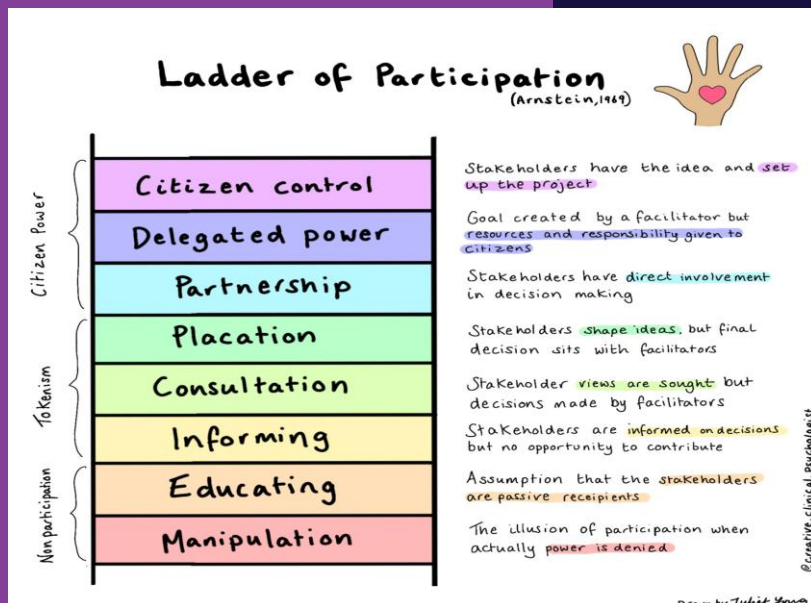 Ladder of Participation
(Arnstein, 1969)
Citizen Power
Citizen control
Stakeholders have the idea and set
up the project
Delegated power
Goal created by a facilitator but
resources and responsibility given to
citizens
Partnership
Stakeholders have direct involvement
in decision making
Tokenism
Placation
Stakeholders shape ideas, but final
decision sits with facilitators
Consultation
Stakeholder views are sought but
decisions made by facilitators
Informing
Stakeholders are informed on decisions
but no opportunity to contribute
Nonparticipation
Educating
Assumption that the stakeholders
are passive receipients
Manipulation
The illusion of participation when
actually power is denied
@creative.clinical.psychologist